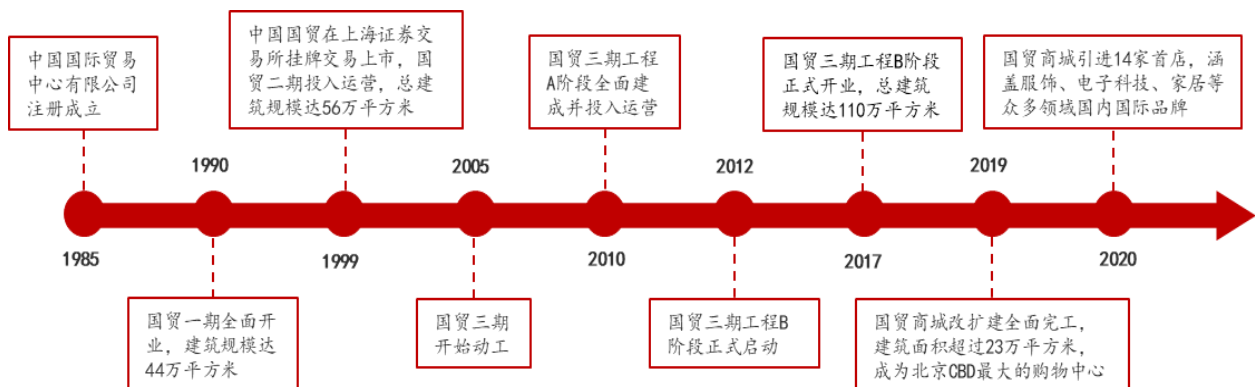 中国国际贸易
中心有限公司
注册成立
中国国贸在上海证券交
易所挂牌交易上市，国
贸二期投入运营，总建
筑规模达56万平方米
国贸三期工程
A阶段全面建
成并投入运营
国贸三期工程B阶段
正式开业，总建筑
规模达110万平方米
国贸商城引进14家首店，涵
盖服饰、电子科技、家居等
众多领域国内国际品牌
1990
2005
2012
2019
1985
1999
2010
2017
2020
国贸一期全面开
业，建筑规模达
44万平方米
国贸三期
开始动工
国贸三期工程B
阶段正式启动
国贸商城改扩建全面完工，
建筑面积超过23万平方米，
成为北京CBD最大的购物中心